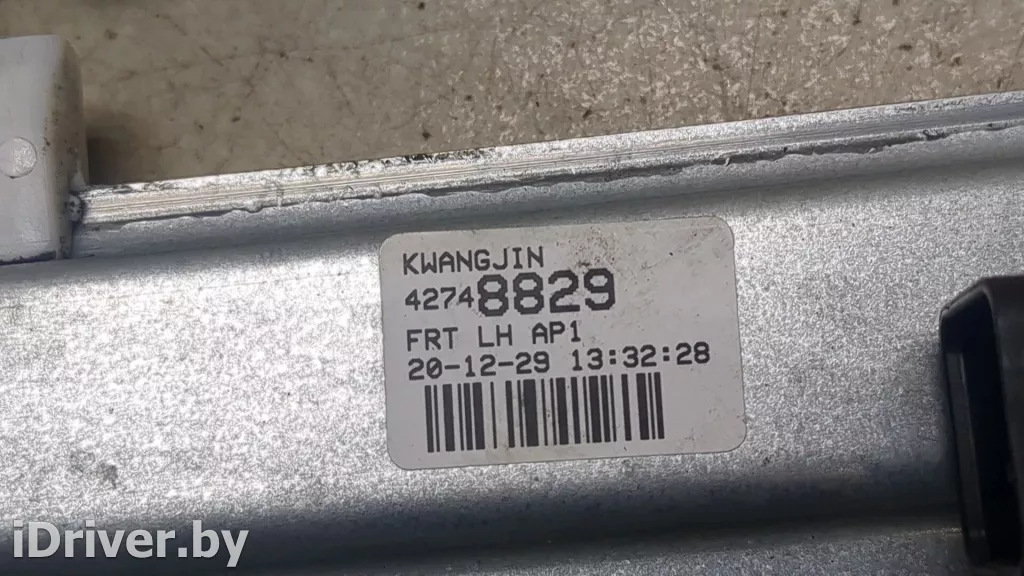 KWANGJIN
42748829
FRT LH AP1
20-12-29 13:32:28
iDriver.by